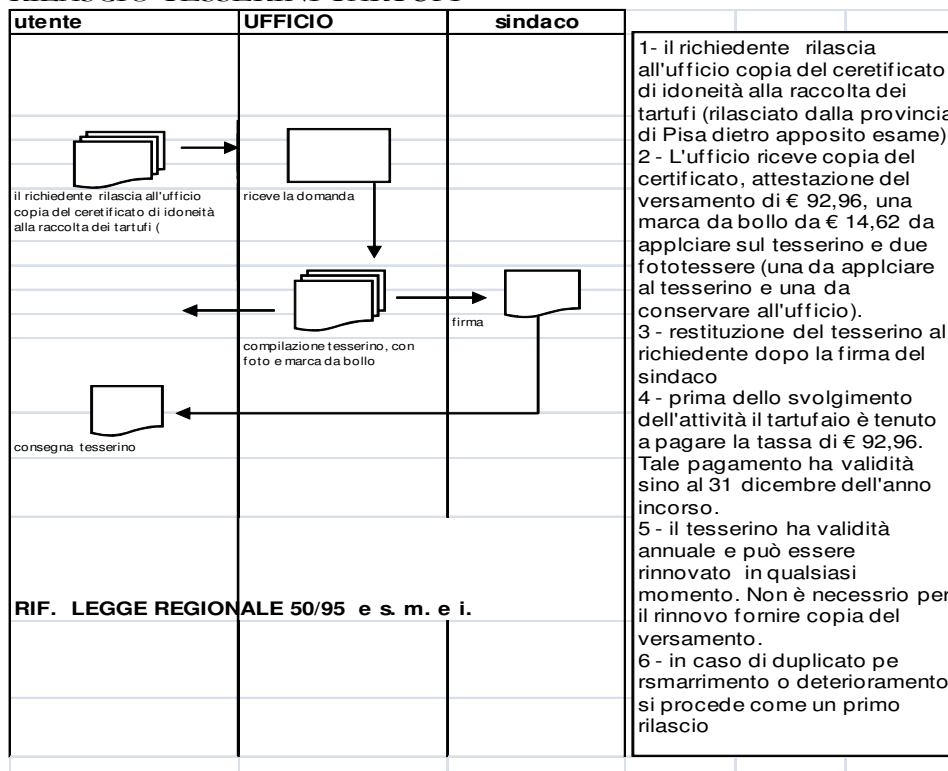 utente
UFFICIO
sindaco
il richiedente rilascia all'ufficio
copia del ceretificato di idoneità
alla raccolta dei tartufi (
riceve la domanda
firma
compilazione tesserino, con
foto e marca da bollo
consegna tesserino
RIF. LEGGE REGIONALE 50/95 e s. m. e i.
1- il richiedente rilascia
all'ufficio copia del ceretificato
di idoneità alla raccolta dei
tartufi (rilasciato dalla provincia
di Pisa dietro apposito esame)
2 - L'ufficio riceve copia del
certificato, attestazione del
versamento di € 92,96, una
marca da bollo da € 14,62 da
applciare sul tesserino e due
fototessere (una da applciare
al tesserino e una da
conservare all'ufficio).
3 - restituzione del tesserino al
richiedente dopo la firma del
sindaco
4 - prima dello svolgimento
dell'attività il tartufaio è tenuto
a pagare la tassa di € 92,96.
Tale pagamento ha validità
sino al 31 dicembre dell'anno
incorso.
5 - il tesserino ha validità
annuale e può essere
rinnovato in qualsiasi
momento. Non è necessrio per
il rinnovo fornire copia del
versamento.
6 - in caso di duplicato pe
rsmarrimento o deterioramento
si procede come un primo
rilascio